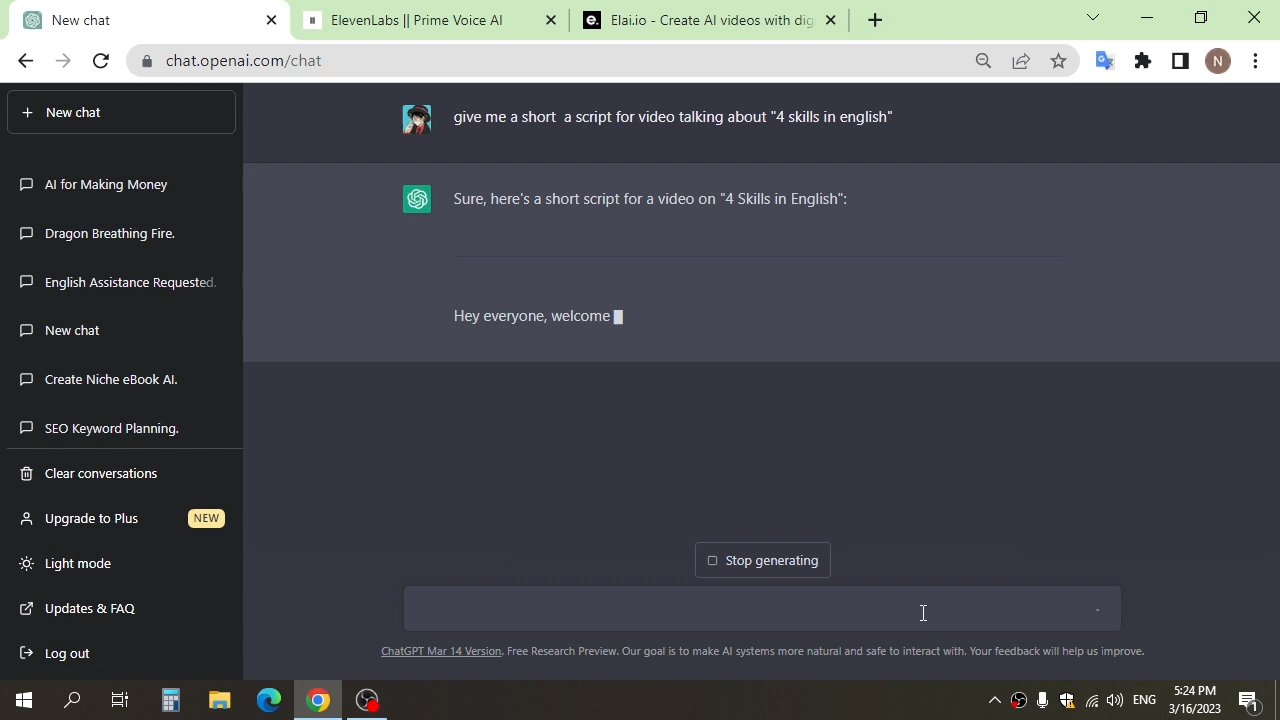 New chat
ElevenLabs || Prime Voice AI
Elai.io - Create AI videos with dig
chat.openai.com/chat
N
New chat
AI for Making Money
Dragon Breathing Fire.
English Assistance Requested.
New chat
Create Niche eBook AI.
SEO Keyword Planning.
Clear conversations
Upgrade to Plus
NEW
Light mode
Updates & FAQ
Log out
give me a short  a script for video talking about "4 skills in english"
Sure, here's a short script for a video on "4 Skills in English":
Hey everyone, welcome
Stop generating
ChatGPT Mar 14 Version. Free Research Preview. Our goal is to make AI systems more natural and safe to interact with. Your feedback will help us improve.
ENG
5:24 PM
3/16/2023
1